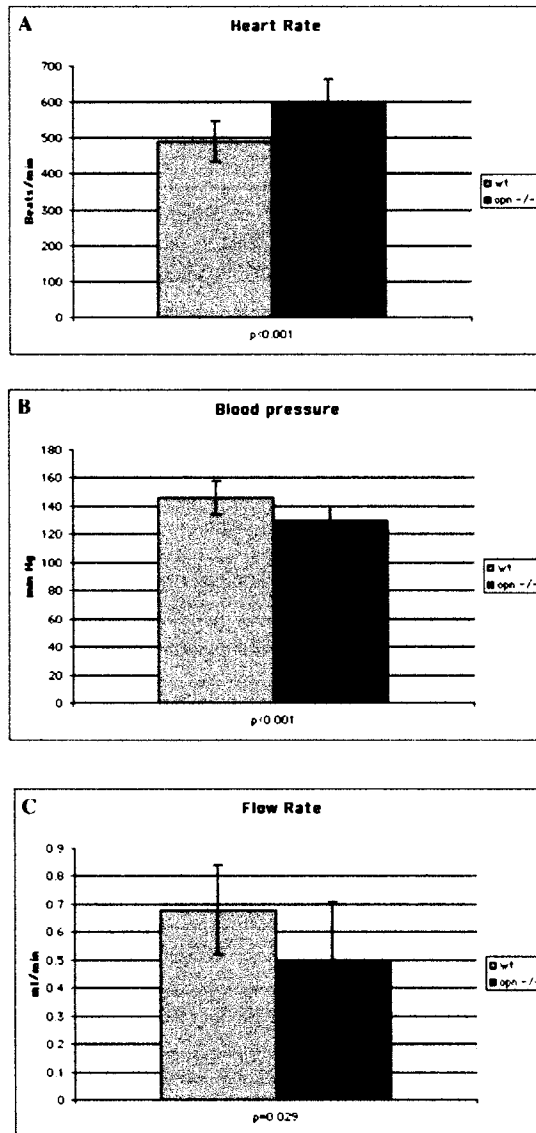 A
Heart Rate
700
600
500
400
300
200
100
0
Beats/min
wt
opn -/-
p<0.001
B
Blood pressure
180
160
140
120
100
80
60
40
20
0
mm Hg
wt
opn -/-
p<0.001
C
Flow Rate
0.9
0.8
0.7
0.6
0.5
0.4
0.3
0.2
0.1
0
ml/min
wt
opn -/-
p=0.029